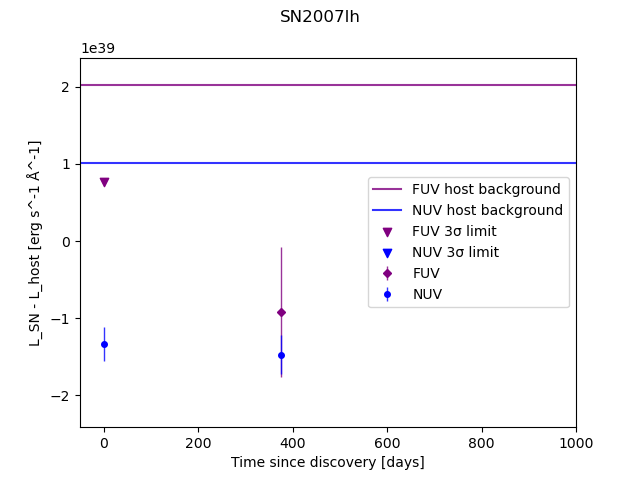 SN2007lh
1e39
2
1
0
−1
−2
L_SN - L_host [erg s^-1 Å^-1]
FUV host background
NUV host background
FUV 3σ limit
NUV 3σ limit
FUV
NUV
0 200 400 600 800 1000
Time since discovery [days]